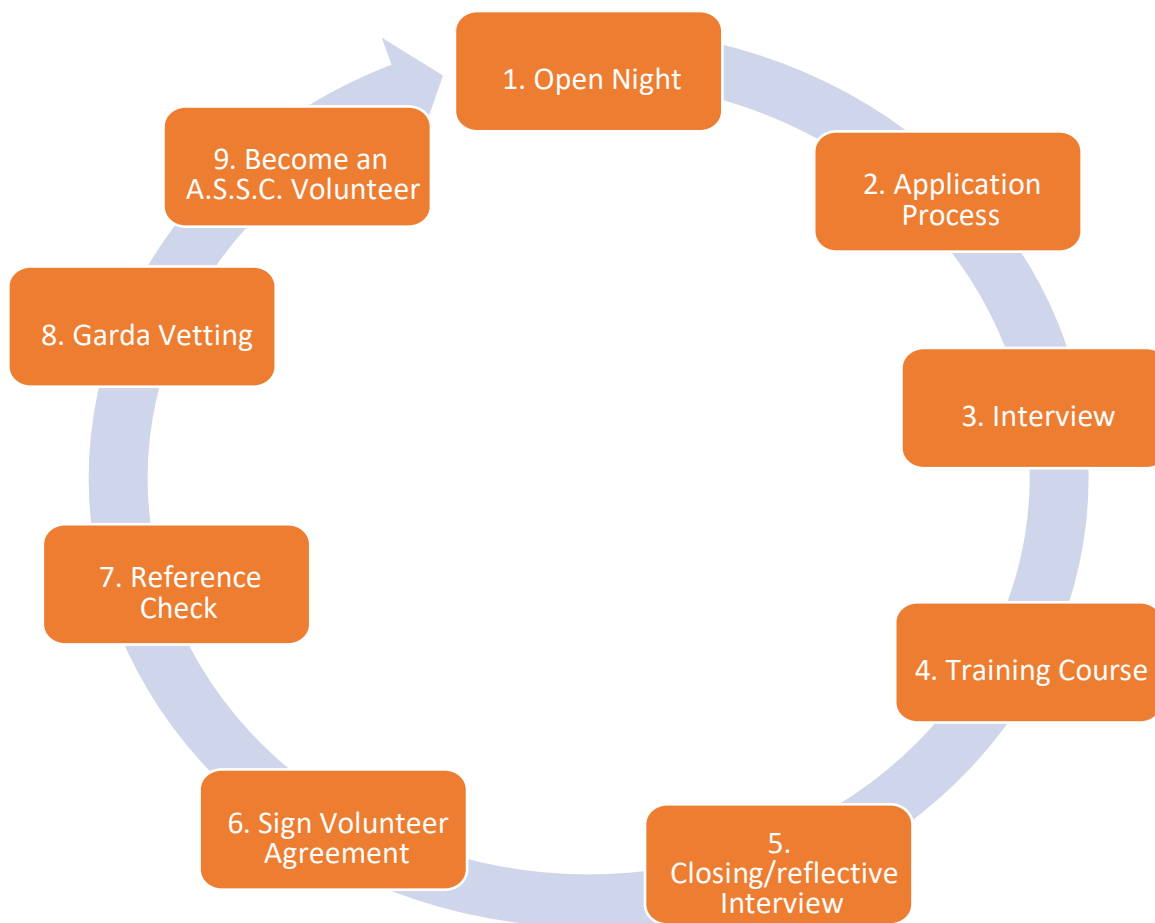 1. Open Night
2. Application
Process
3. Interview
4. Training Course
5.
Closing/reflective
Interview
6. Sign Volunteer
Agreement
7. Reference
Check
8. Garda Vetting
9. Become an
A.S.S.C. Volunteer